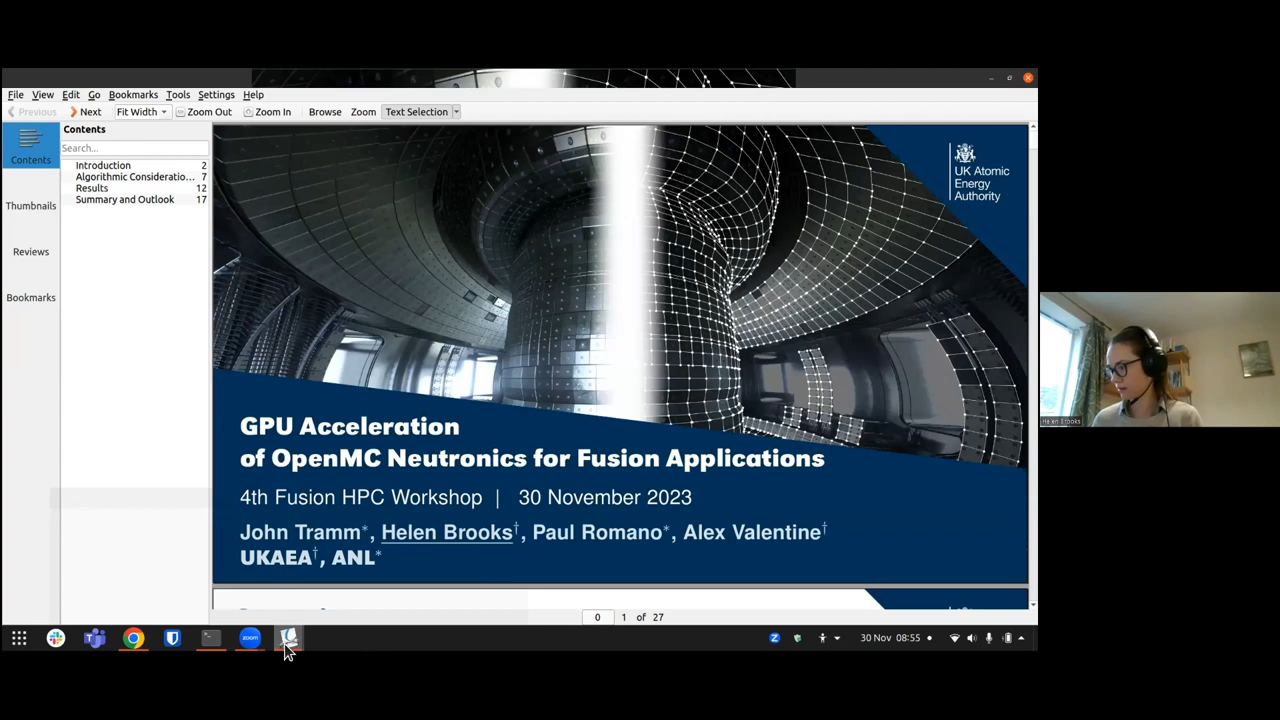 File View Edit Go Bookmarks Tools Settings Help
Previous Next Fit Width Zoom Out Zoom In Browse Zoom Text Selection
Contents
Contents
Search...
Introduction 2
Algorithmic Consideratio... 7
Results 12
Summary and Outlook 17
Thumbnails
Reviews
Bookmarks
UK Atomic
Energy
Authority
GPU Acceleration
of OpenMC Neutronics for Fusion Applications
4th Fusion HPC Workshop | 30 November 2023
John Tramm*, Helen Brooks†, Paul Romano*, Alex Valentine†
UKAEA†, ANL*
0 1 of 27
zoom
30 Nov 08:55
Helen Brooks